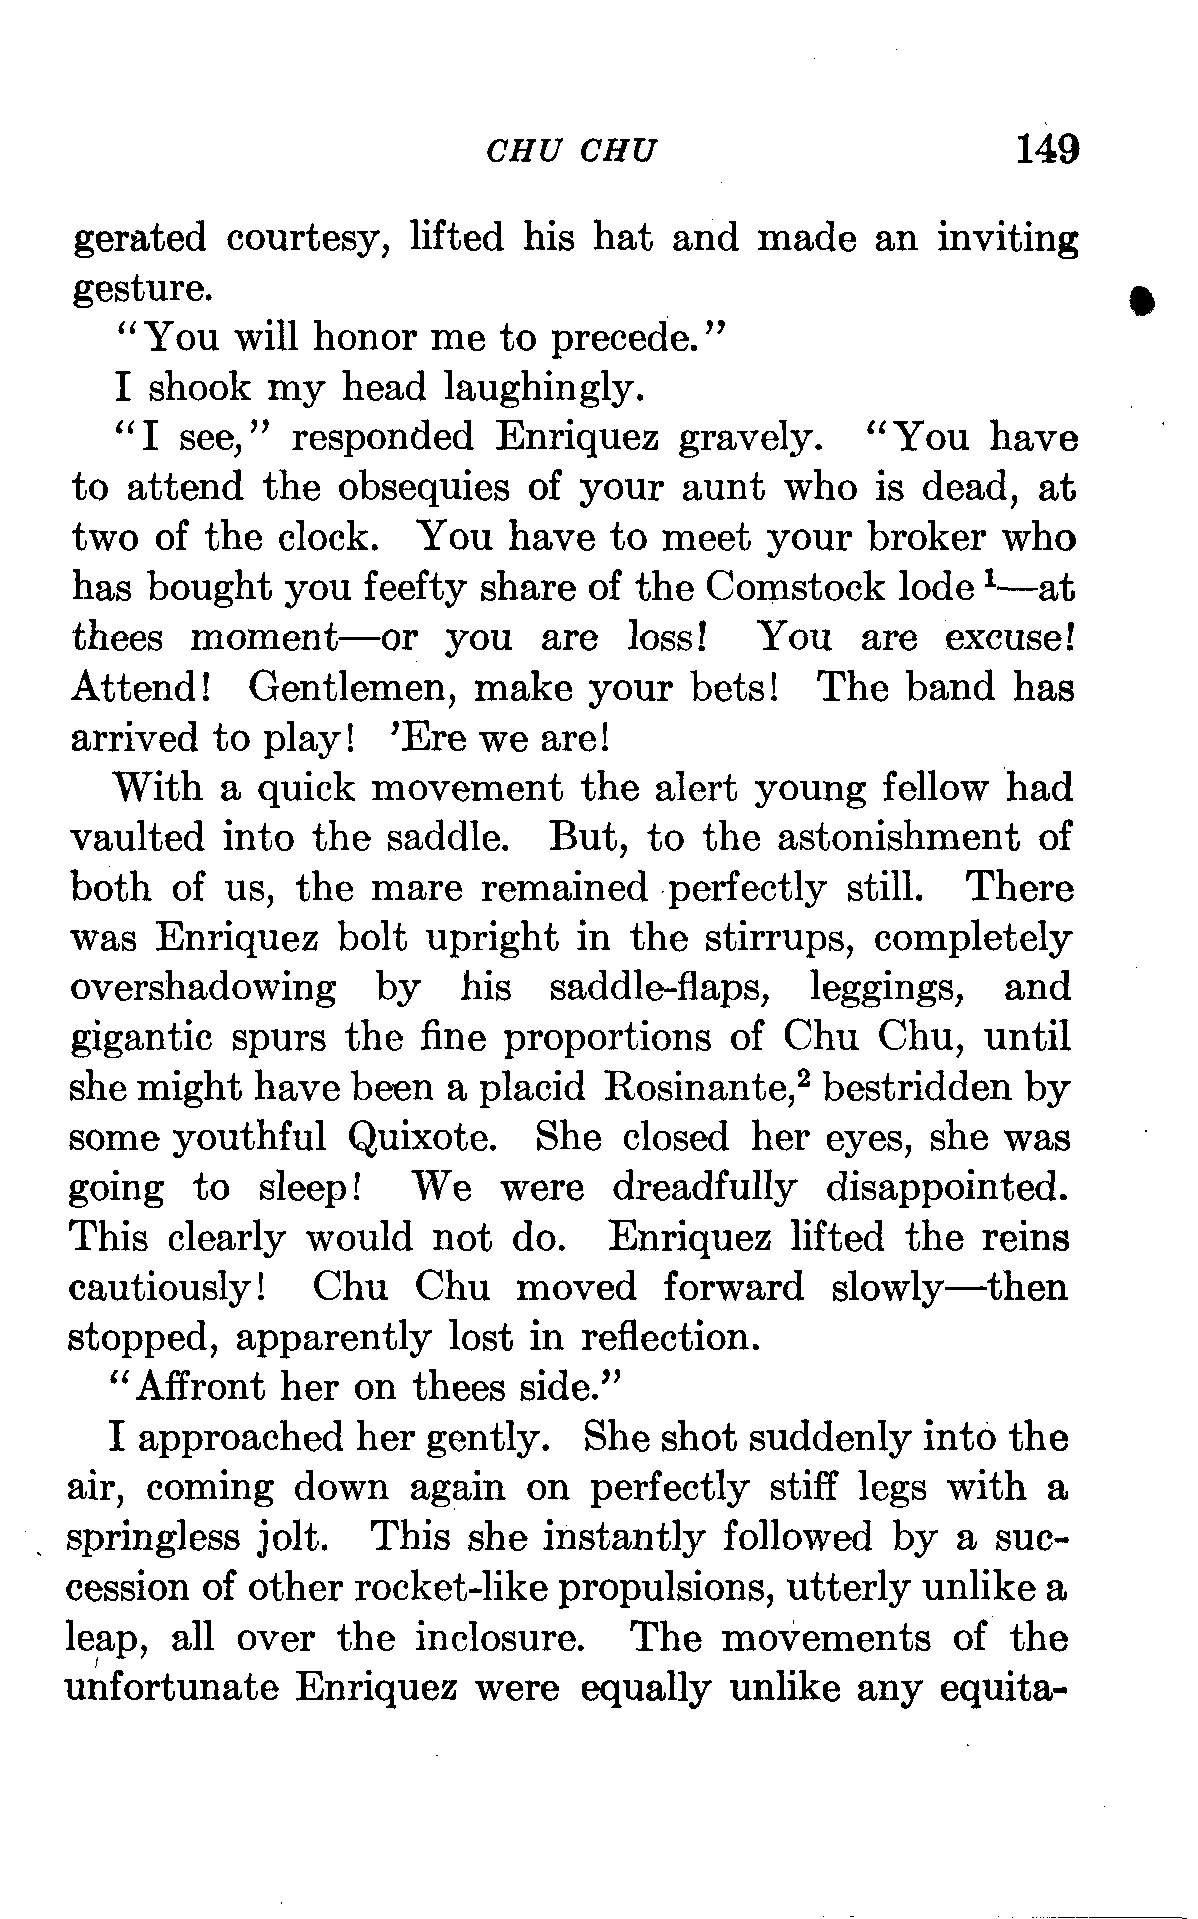 CHU CHU 149
gerated courtesy, lifted his hat and made an inviting
gesture.
“You will honor me to precede.”
I shook my head laughingly.
“I see,” responded Enriquez gravely. “You have
to attend the obsequies of your aunt who is dead, at
two of the clock. You have to meet your broker who
has bought you feefty share of the Comstock lode ¹—at
thees moment—or you are loss! You are excuse!
Attend! Gentlemen, make your bets! The band has
arrived to play! ’Ere we are!
With a quick movement the alert young fellow had
vaulted into the saddle. But, to the astonishment of
both of us, the mare remained perfectly still. There
was Enriquez bolt upright in the stirrups, completely
overshadowing by his saddle-flaps, leggings, and
gigantic spurs the fine proportions of Chu Chu, until
she might have been a placid Rosinante,² bestridden by
some youthful Quixote. She closed her eyes, she was
going to sleep! We were dreadfully disappointed.
This clearly would not do. Enriquez lifted the reins
cautiously! Chu Chu moved forward slowly—then
stopped, apparently lost in reflection.
“Affront her on thees side.”
I approached her gently. She shot suddenly into the
air, coming down again on perfectly stiff legs with a
springless jolt. This she instantly followed by a suc-
cession of other rocket-like propulsions, utterly unlike a
leap, all over the inclosure. The movements of the
unfortunate Enriquez were equally unlike any equita-